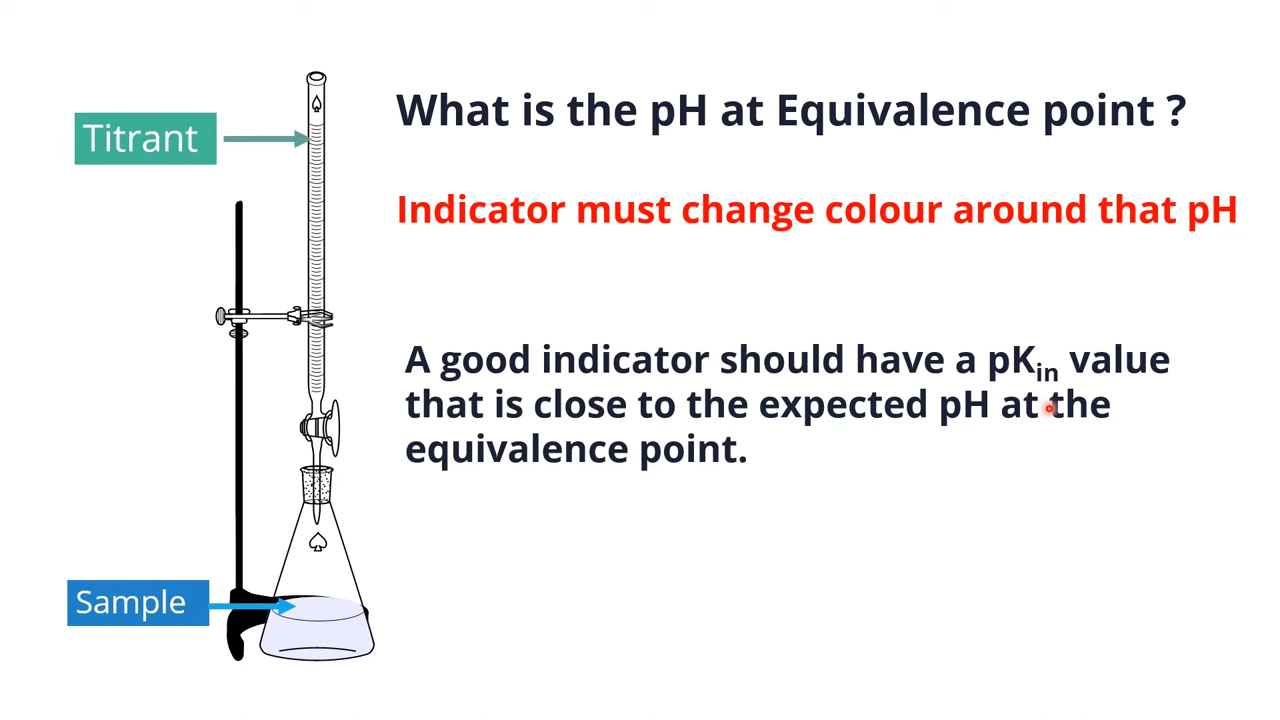 What is the pH at Equivalence point ?
Titrant
Indicator must change colour around that pH
A good indicator should have a pKin value
that is close to the expected pH at the
equivalence point.
Sample